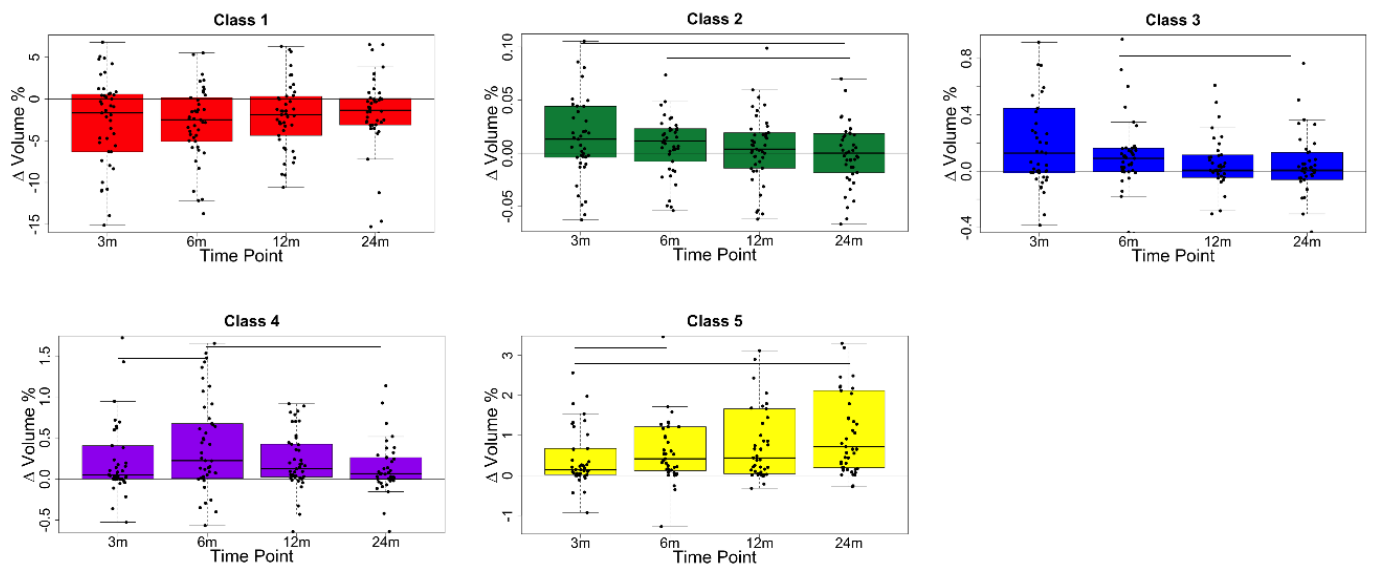 Class 1
Δ Volume %
5
0
-5
-10
-15
3m 6m 12m 24m
Time Point
Class 2
Δ Volume %
0.10
0.05
0.00
-0.05
3m 6m 12m 24m
Time Point
Class 3
Δ Volume %
0.8
0.4
0.0
-0.4
3m 6m 12m 24m
Time Point
Class 4
Δ Volume %
1.5
1.0
0.5
0.0
-0.5
3m 6m 12m 24m
Time Point
Class 5
Δ Volume %
3
2
1
0
-1
3m 6m 12m 24m
Time Point